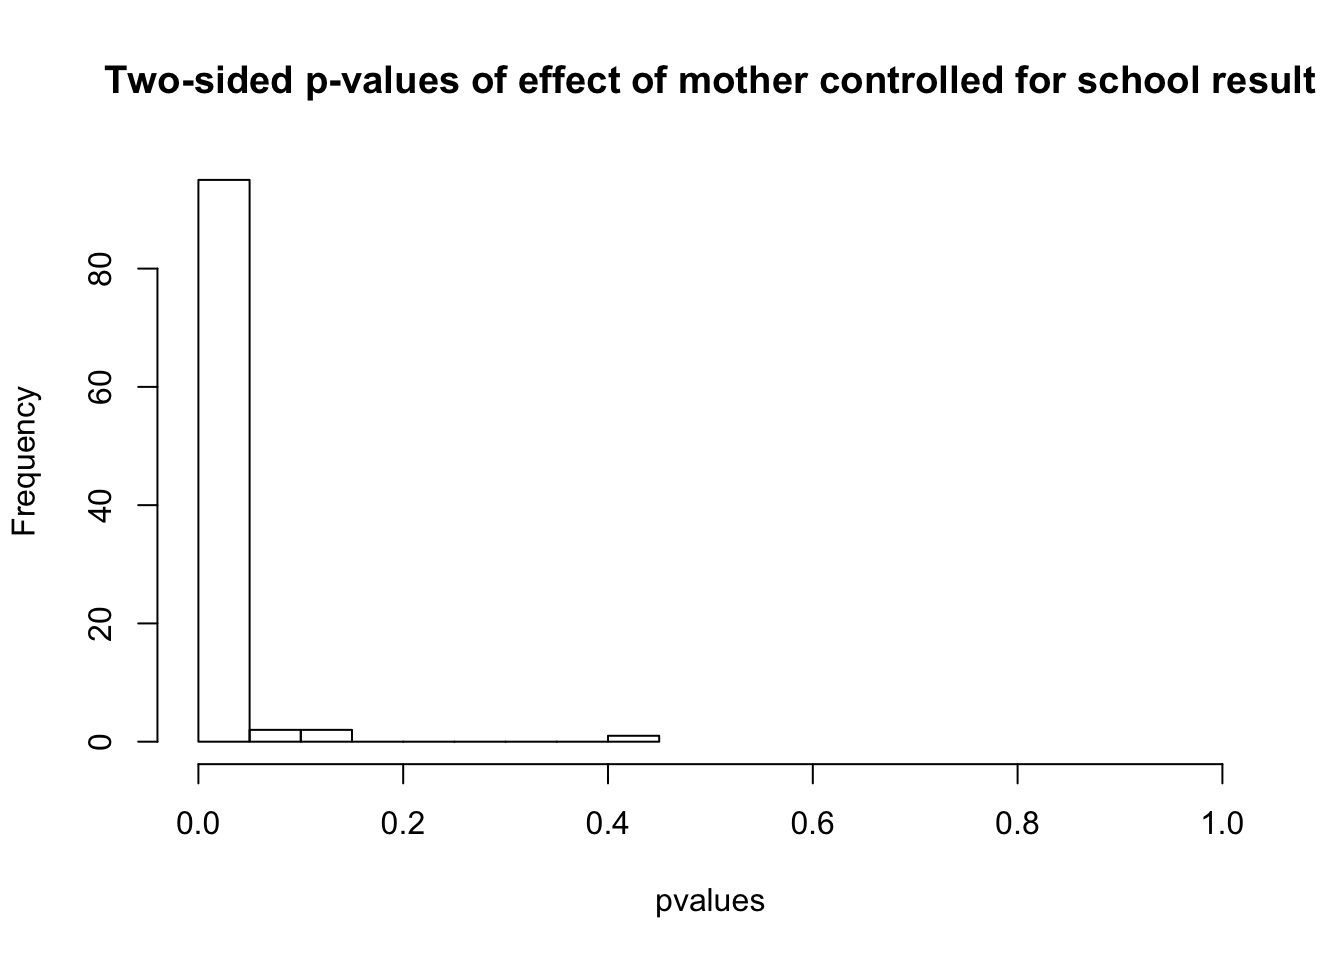 Two-sided p-values of effect of mother controlled for school result
Frequency
80
60
40
20
0
0.0 0.2 0.4 0.6 0.8 1.0
pvalues